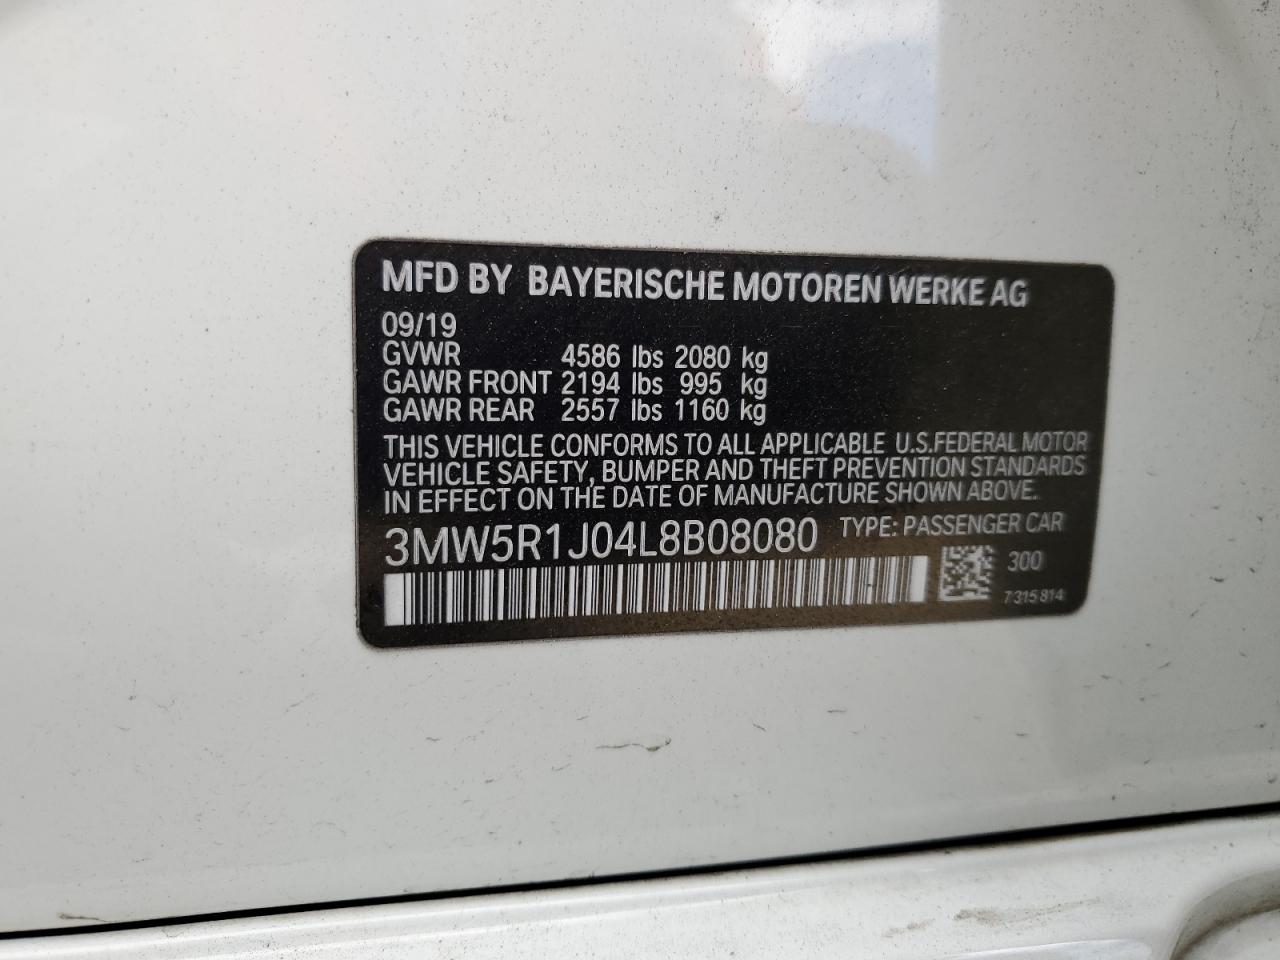 MFD BY BAYERISCHE MOTOREN WERKE AG
09/19
GVWR 4586 lbs 2080 kg
GAWR FRONT 2194 lbs 995 kg
GAWR REAR 2557 lbs 1160 kg
THIS VEHICLE CONFORMS TO ALL APPLICABLE U.S.FEDERAL MOTOR
VEHICLE SAFETY, BUMPER AND THEFT PREVENTION STANDARDS
IN EFFECT ON THE DATE OF MANUFACTURE SHOWN ABOVE.
3MW5R1J04L8B08080 TYPE: PASSENGER CAR
300
7315814